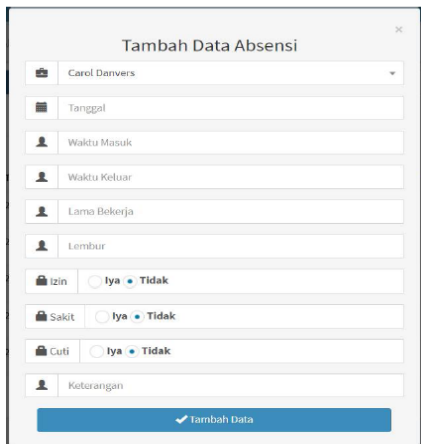 ×
Tambah Data Absensi
Carol Danvers
Tanggal
Waktu Masuk
Waktu Keluar
Lama Bekerja
Lembur
Izin Iya Tidak
Sakit Iya Tidak
Cuti Iya Tidak
Keterangan
Tambah Data